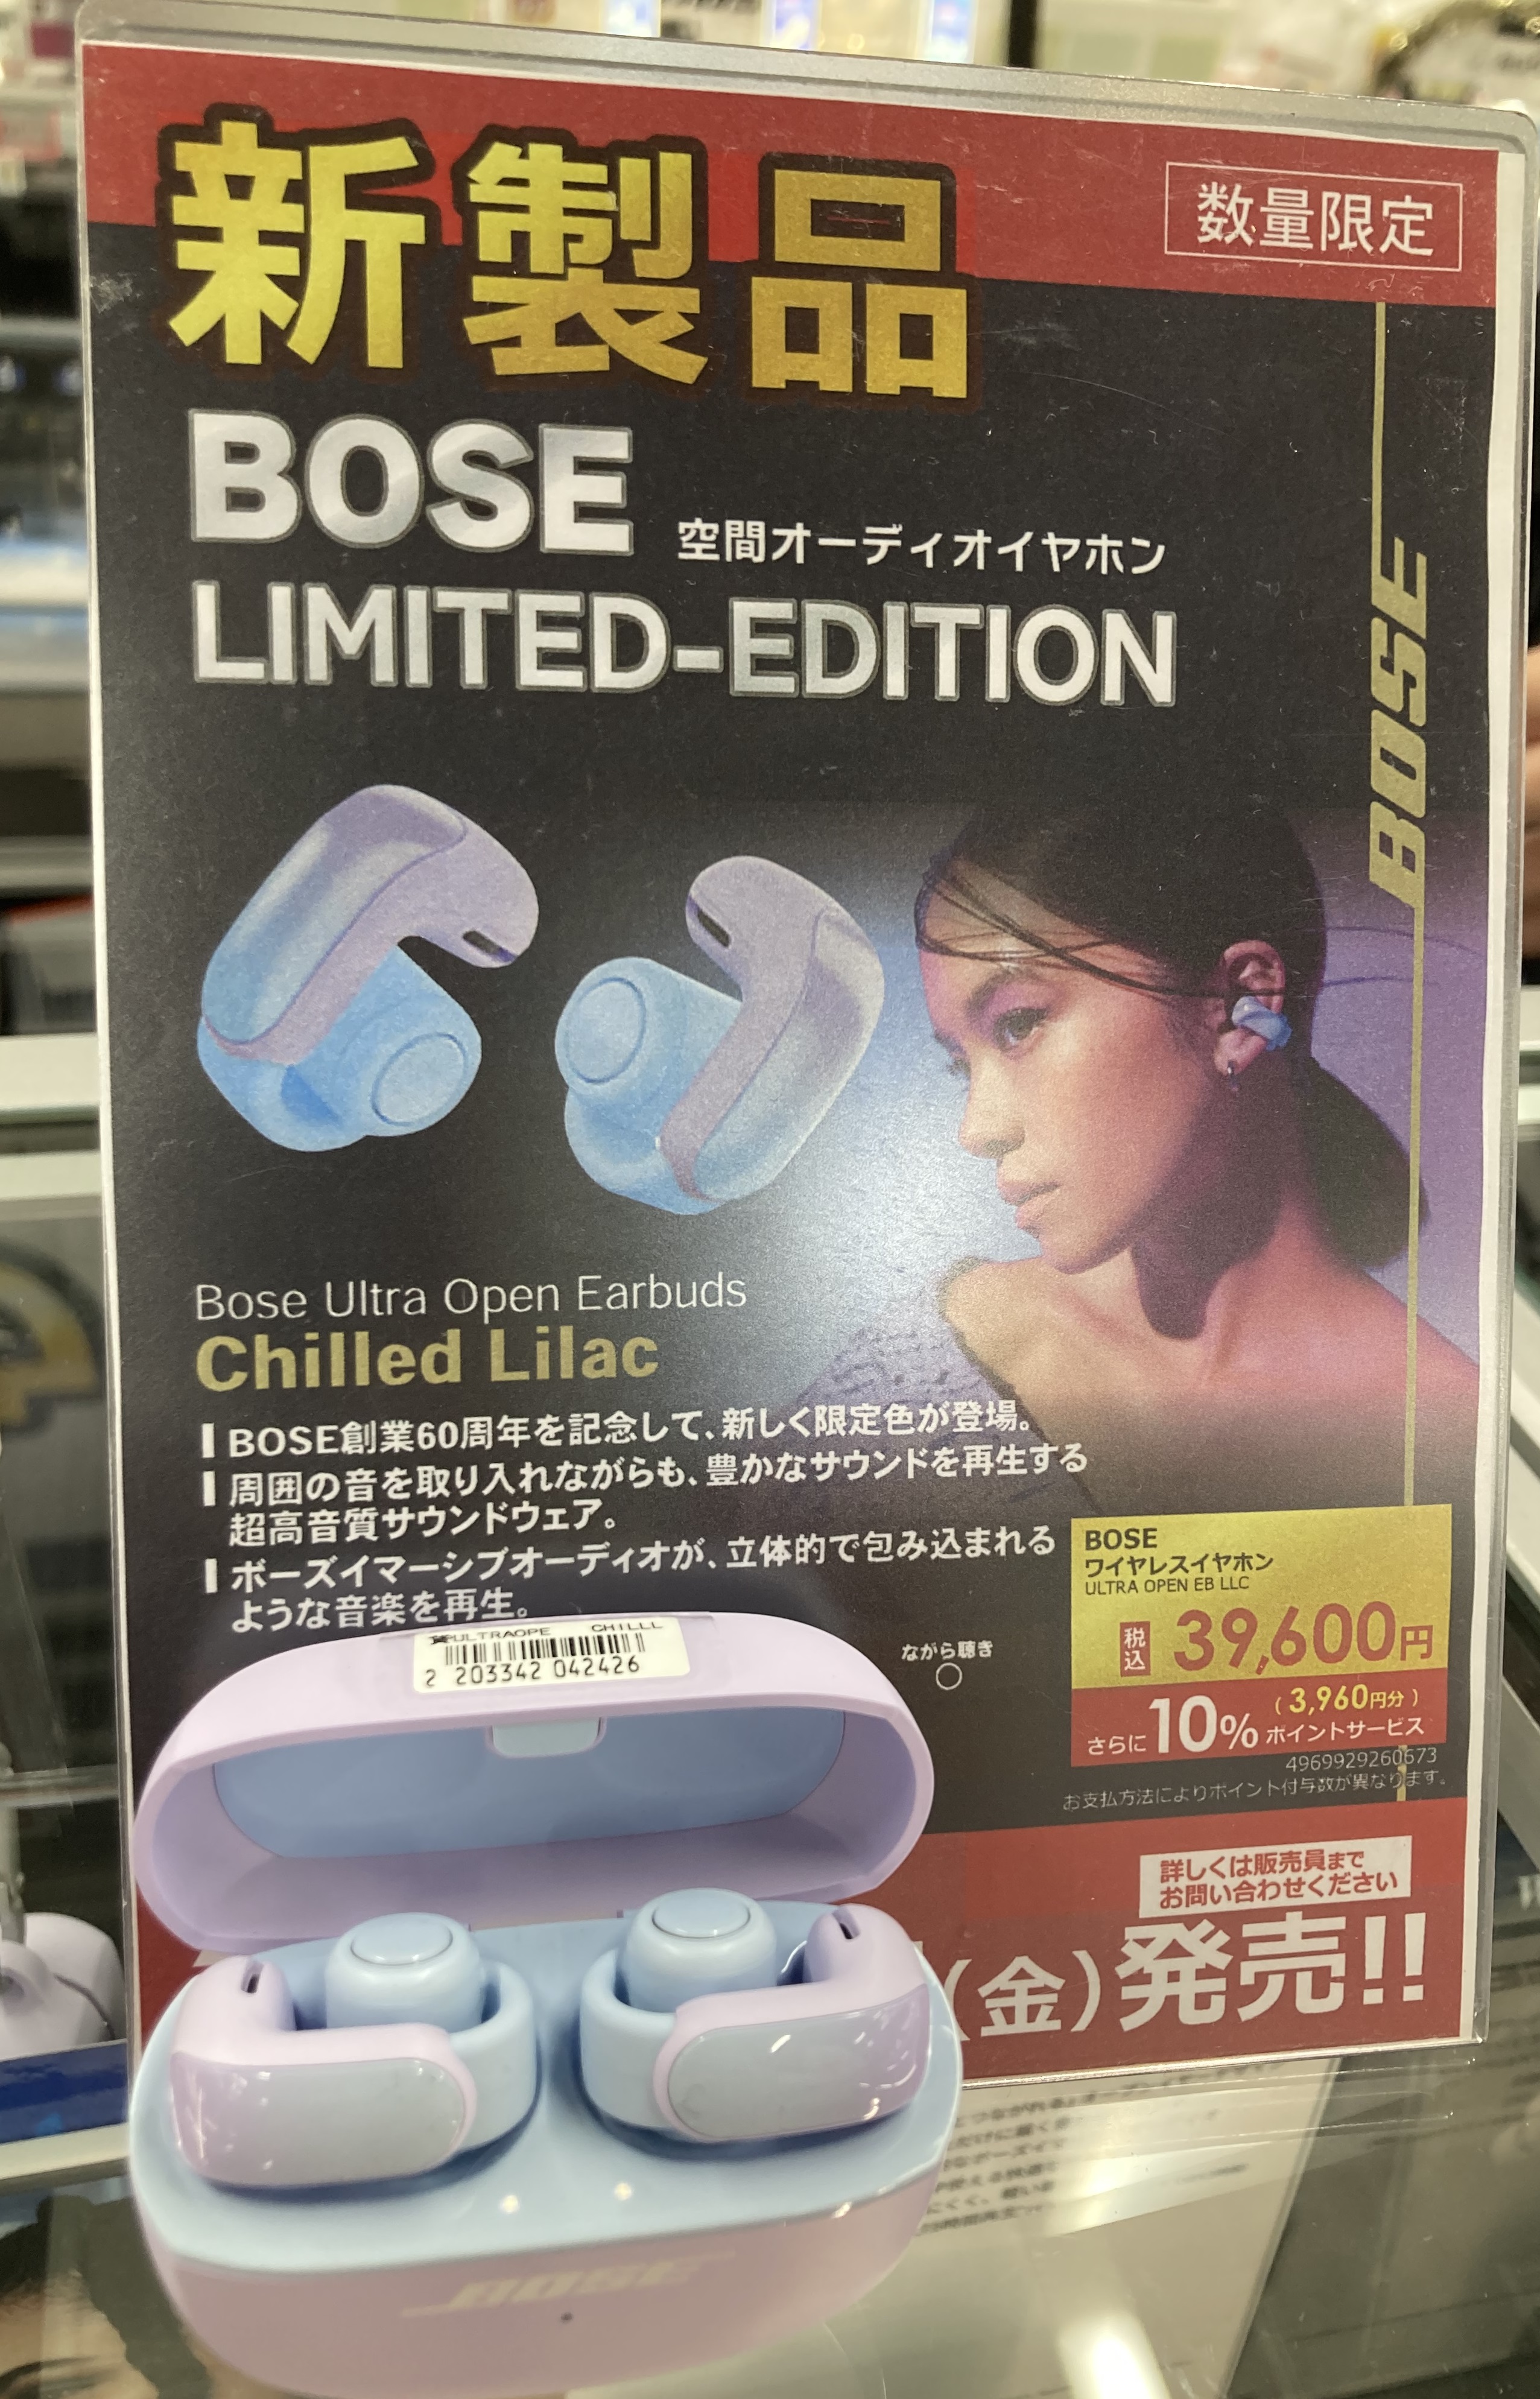 新製品
数量限定
BOSE
空間オーディオイヤホン
LIMITED-EDITION
BOSE
Bose Ultra Open Earbuds
Chilled Lilac
BOSE創業60周年を記念して、新しく限定色が登場。
周囲の音を取り入れながらも、豊かなサウンドを再生する
超高音質サウンドウェア。
ボーズイマーシブオーディオが、立体的で包み込まれる
ような音楽を再生。
BOSE
ワイヤレスイヤホン
ULTRA OPEN EB LLC
税込 39,600円
さらに10% (3,960円分) ポイントサービス
4969929260673
お支払方法によりポイント付与数が異なります。
ながら聴き
○
ULTRAOPE CHILLL
2 203342 042426
詳しくは販売員まで
お問い合わせください
(金)発売!!
BOSE